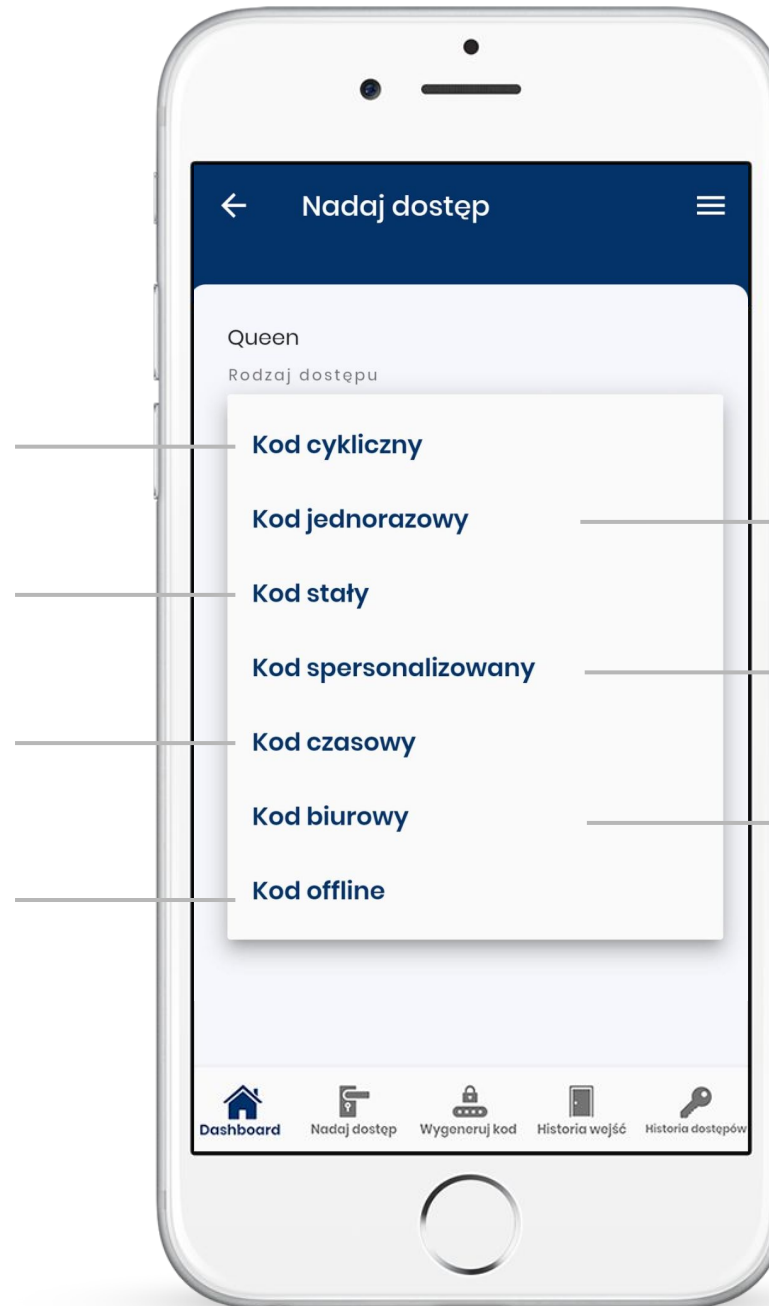 Nadaj dostęp
Queen
Rodzaj dostępu
Kod cykliczny
Kod jednorazowy
Kod stały
Kod spersonalizowany
Kod czasowy
Kod biurowy
Kod offline
Dashboard Nadaj dostęp Wygeneruj kod Historia wejść Historia dostępów